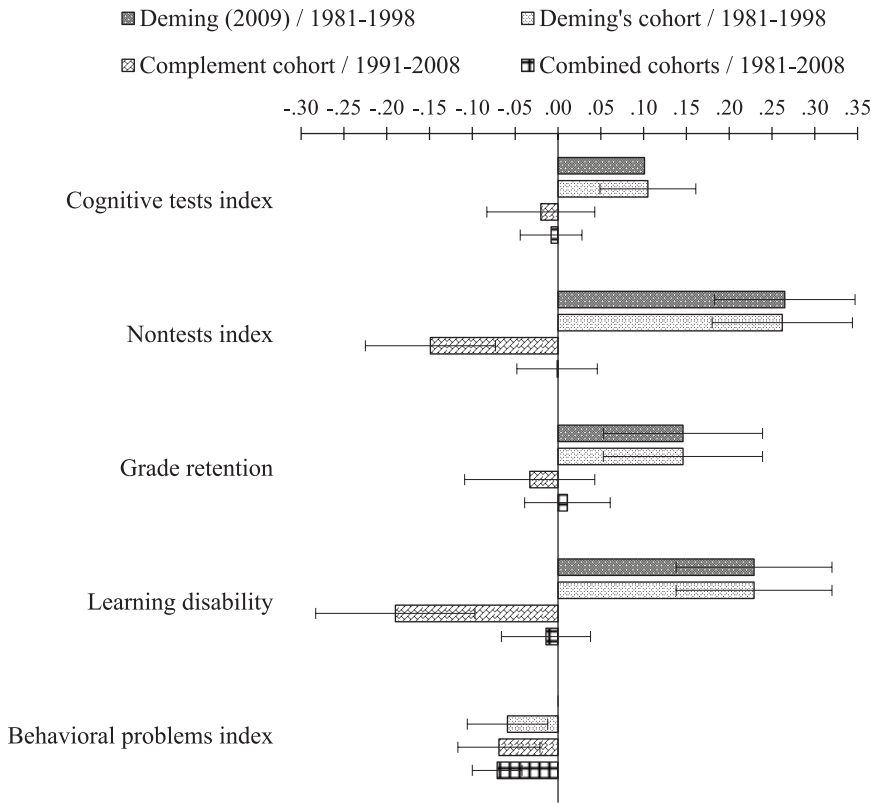 Deming (2009) / 1981-1998 Deming's cohort / 1981-1998
Complement cohort / 1991-2008 Combined cohorts / 1981-2008
-.30 -.25 -.20 -.15 -.10 -.05 .00 .05 .10 .15 .20 .25 .30 .35
Cognitive tests index
Nontests index
Grade retention
Learning disability
Behavioral problems index